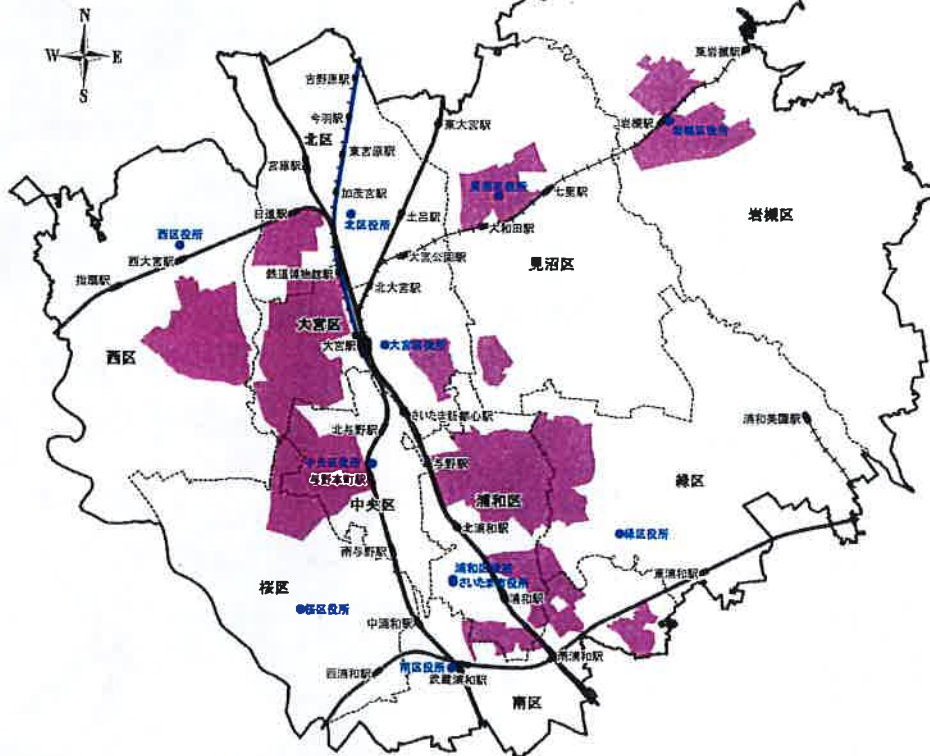 N
W E
S
吉野原駅
東岩槻駅
今羽駅
東大宮駅
岩槻駅
岩槻区役所
北区
東宮原駅
宮原駅
見沼区役所
七里駅
加茂宮駅
日進駅
北区役所
土呂駅
岩槻区
西区役所
大和田駅
西大宮駅
大宮公園駅
見沼区
指扇駅
鉄道博物館駅
北大宮駅
大宮区
大宮駅
大宮区役所
西区
さいたま新都心駅
浦和美園駅
北与野駅
中央区役所
与野駅
与野本町駅
緑区
中央区
浦和区
北浦和駅
緑区役所
南与野駅
浦和区役所
さいたま市役所
東浦和駅
桜区
桜区役所
浦和駅
中浦和駅
南浦和駅
西浦和駅
南区役所
武蔵浦和駅
南区